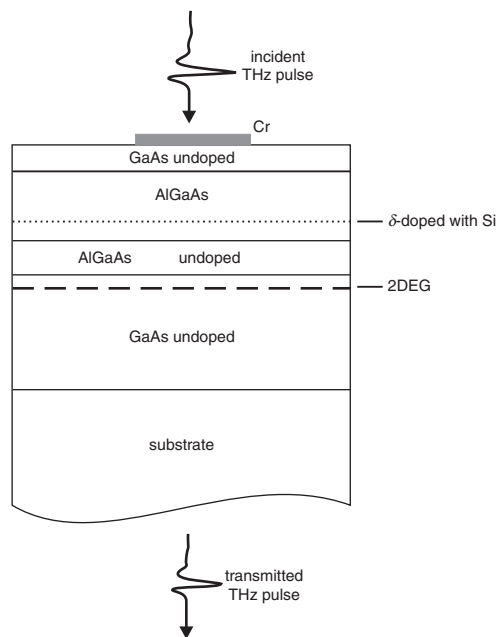 incident
THz pulse
Cr
GaAs undoped
AlGaAs
δ-doped with Si
AlGaAs undoped
2DEG
GaAs undoped
substrate
transmitted
THz pulse